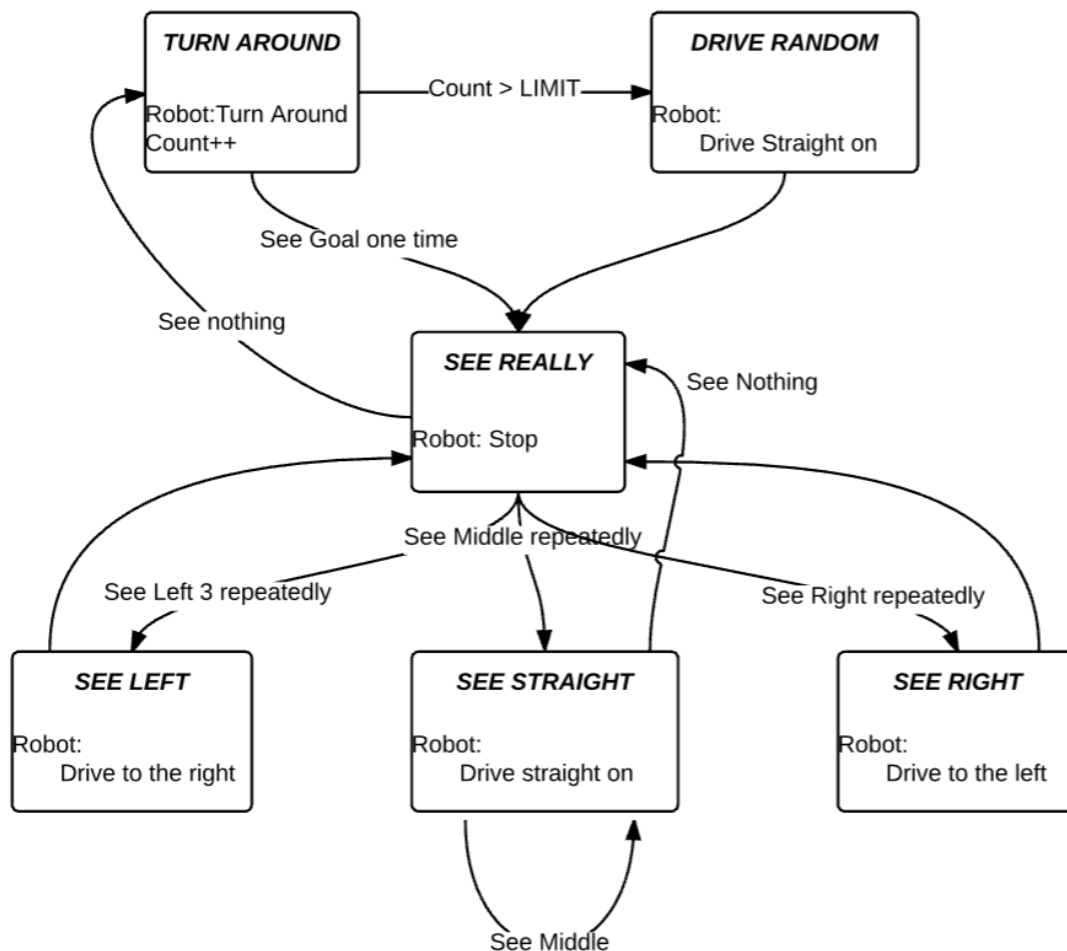 TURN AROUND
Robot:Turn Around
Count++
Count > LIMIT
DRIVE RANDOM
Robot:
Drive Straight on
See Goal one time
See nothing
SEE REALLY
Robot: Stop
See Nothing
See Middle repeatedly
See Left 3 repeatedly
See Right repeatedly
SEE LEFT
Robot:
Drive to the right
SEE STRAIGHT
Robot:
Drive straight on
SEE RIGHT
Robot:
Drive to the left
See Middle